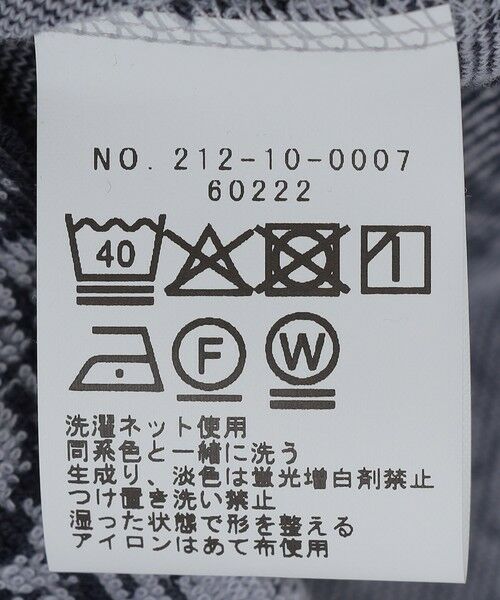 NO. 212-10-0007
60222
40
F W
洗濯ネット使用
同系色と一緒に洗う
生成り、淡色は蛍光増白剤禁止
つけ置き洗い禁止
湿った状態で形を整える
アイロンはあて布使用